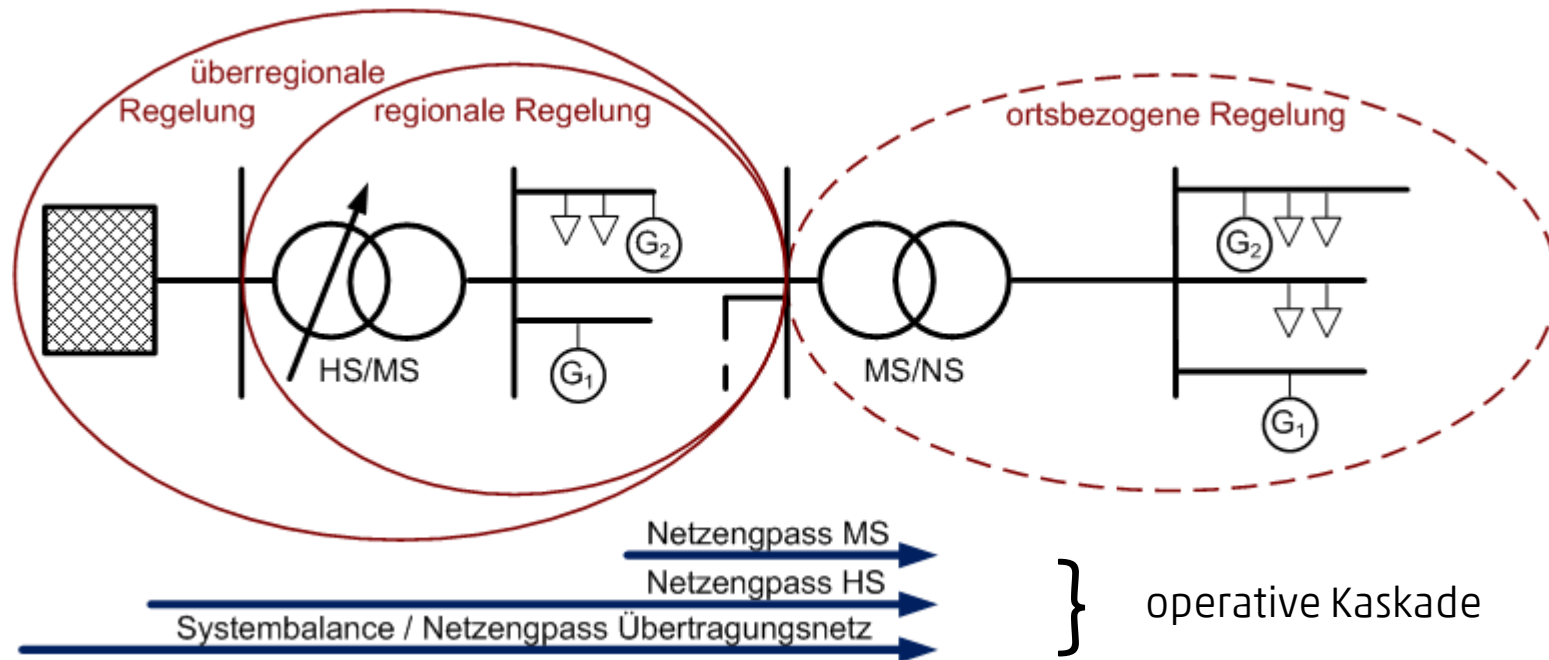 überregionale
Regelung
regionale Regelung
ortsbezogene Regelung
G₂
G₂
HS/MS
G₁
MS/NS
G₁
Netzengpass MS
Netzengpass HS
Systembalance / Netzengpass Übertragungsnetz
} operative Kaskade